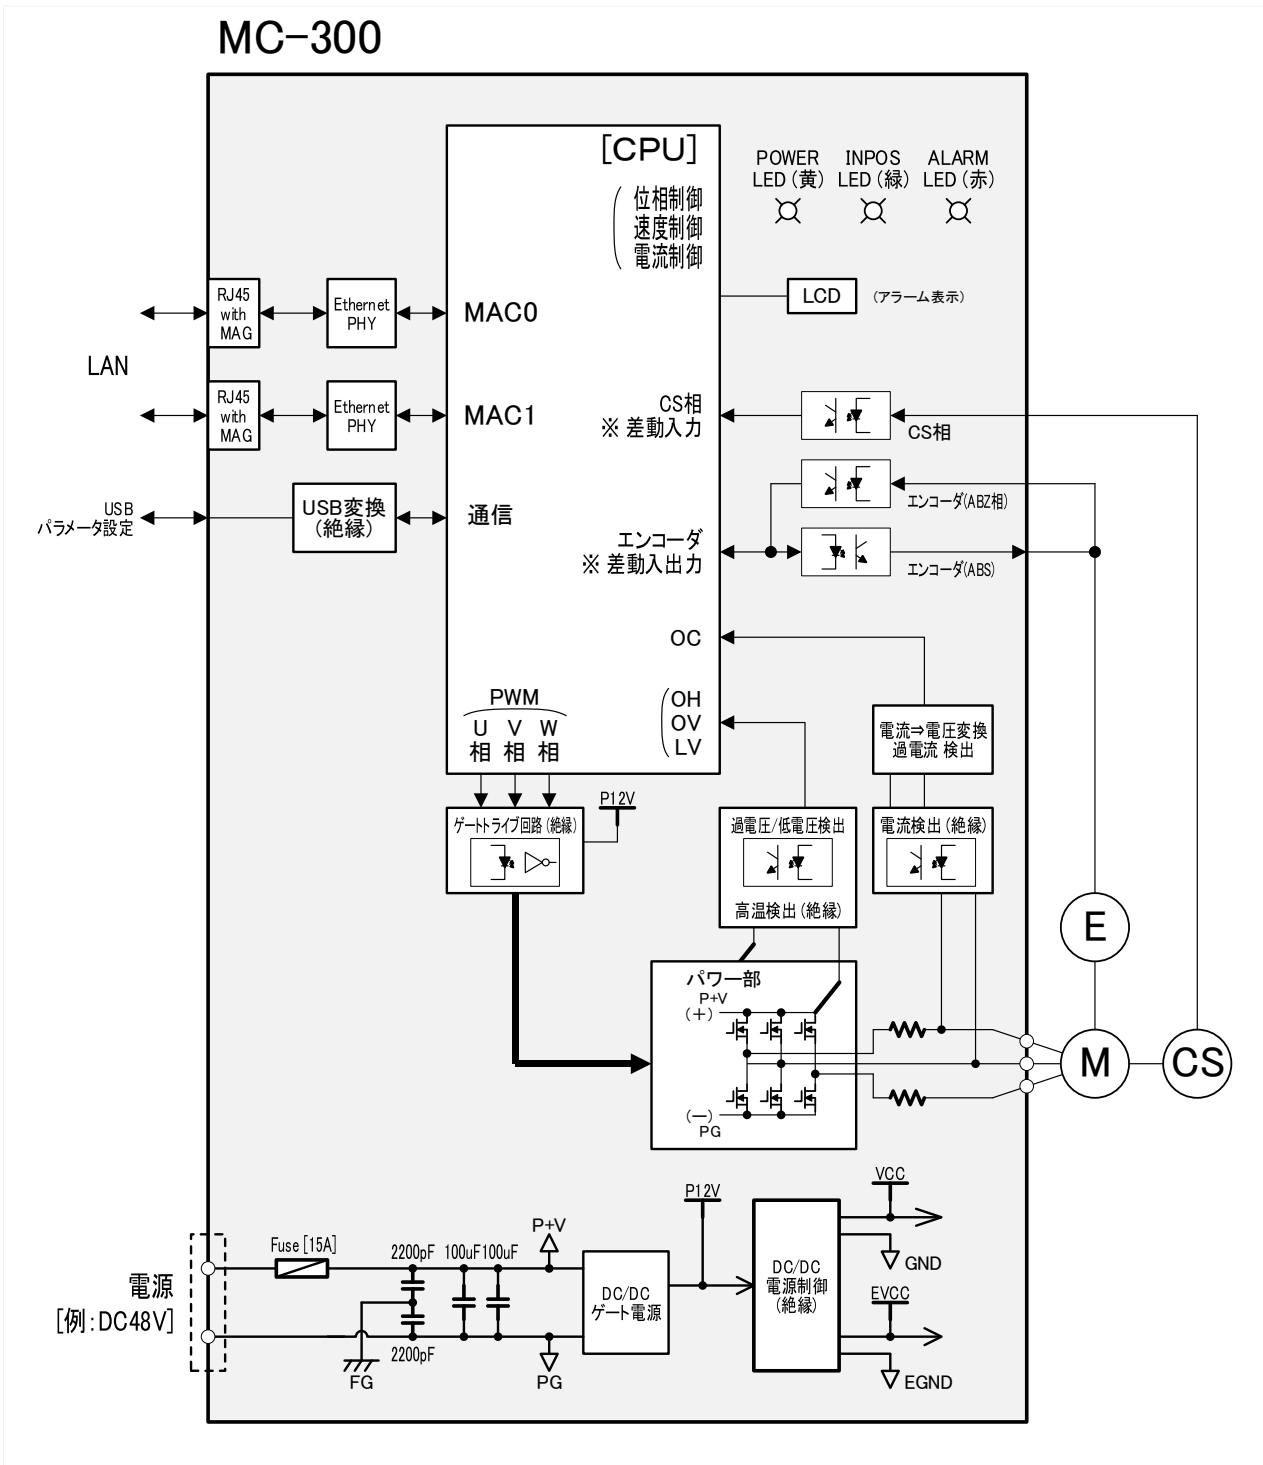 MC-300
[CPU]
位相制御
速度制御
電流制御
POWER
LED (黄)
INPOS
LED (緑)
ALARM
LED (赤)
RJ45
with
MAG
Ethernet
PHY
MAC0
LCD
(アラーム表示)
LAN
RJ45
with
MAG
Ethernet
PHY
MAC1
CS相
※ 差動入力
CS相
USB
パラメータ設定
USB変換
(絶縁)
通信
エンコーダ(ABZ相)
エンコーダ
※ 差動入出力
エンコーダ(ABS)
OC
OH
OV
LV
電流⇒電圧変換
過電流 検出
PWM
U
相
V
相
W
相
P12V
ゲートトライブ回路 (絶縁)
過電圧/低電圧検出
高温検出 (絶縁)
電流検出 (絶縁)
E
パワー部
P+V
(+)
(-)
PG
M
CS
電源
[例:DC48V]
Fuse [15A]
2200pF
100uF
100uF
2200pF
FG
P+V
PG
DC/DC
ゲート電源
P12V
DC/DC
電源制御
(絶縁)
VCC
GND
EVCC
EGND